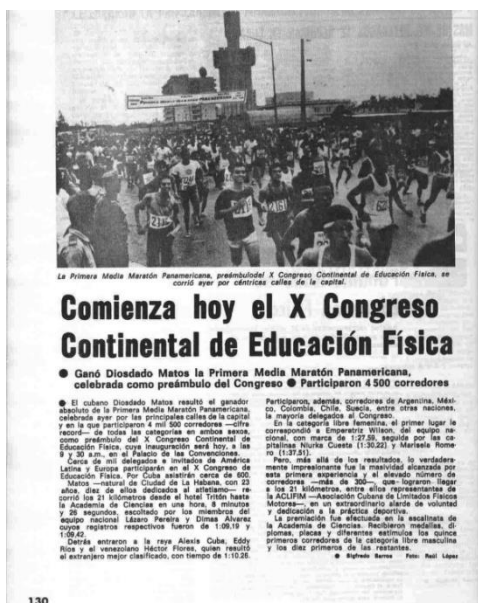 PRIMERA MEDIA MARATON PANAMERICANA
La Primera Media Maratón Panamericana, preámbulodel X Congreso Continental de Educación Física, se
corrió ayer por céntricas calles de la capital.
Comienza hoy el X Congreso
Continental de Educación Física
● Ganó Diosdado Matos la Primera Media Maratón Panamericana,
celebrada como preámbulo del Congreso ● Participaron 4 500 corredores
● El cubano Diosdado Matos resultó el ganador
absoluto de la Primera Media Maratón Panamericana,
celebrada ayer por las principales calles de la capital
y en la que participaron 4 mil 500 corredores —cifra
record— de todas las categorías en ambos sexos,
como preámbulo del X Congreso Continental de
Educación Física, cuya inauguración será hoy, a las
9 y 30 a.m., en el Palacio de las Convenciones.
Cerca de mil delegados e invitados de América
Latina y Europa participarán en el X Congreso de
Educación Física. Por Cuba asistirán cerca de 600.
Matos —natural de Ciudad de La Habana, con 23
años, diez de ellos dedicados al atletismo— re-
corrió los 21 kilómetros desde el hotel Tritón hasta
la Academia de Ciencias en una hora, 8 minutos
y 26 segundos, escoltado por los miembros del
equipo nacional Lázaro Pereira y Dimas Alvarez
cuyos registros respectivos fueron de 1:09.19 y
1:09.42.
Detrás entraron a la raya Alexis Cuba, Eddy
Ríos y el venezolano Héctor Flores, quien resultó
el extranjero mejor clasificado, con tiempo de 1:10.26.
Participaron, además, corredores de Argentina, Méxi-
co, Colombia, Chile, Suecia, entre otras naciones,
la mayoría delegados al Congreso.
En la categoría libre femenina, el primer lugar le
correspondió a Emperatriz Wilson, del equipo na-
cional, con marca de 1:27.59, seguida por las ca-
pitalinas Niurka Cuesta (1:30.22) y Marisela Rome-
ro (1:37.51).
Pero, más allá de los resultados, lo verdadera-
mente impresionante fue la masividad alcanzada por
esta primera experiencia y el elevado número de
corredores —más de 300—, que lograron llegar
a los 21 kilómetros, entre ellos representantes de
la ACLIFIM —Asociación Cubana de Limitados Físicos
Motores—, en un extraordinario alarde de voluntad
y dedicación a la práctica deportiva.
La premiación fue efectuada en la escalinata de
la Academia de Ciencias. Recibieron medallas, di-
plomas, placas y diferentes estímulos los quince
primeros corredores de la categoría libre masculina
y los diez primeros de las restantes.
● Sigfredo Barros Foto: Raúl López
130